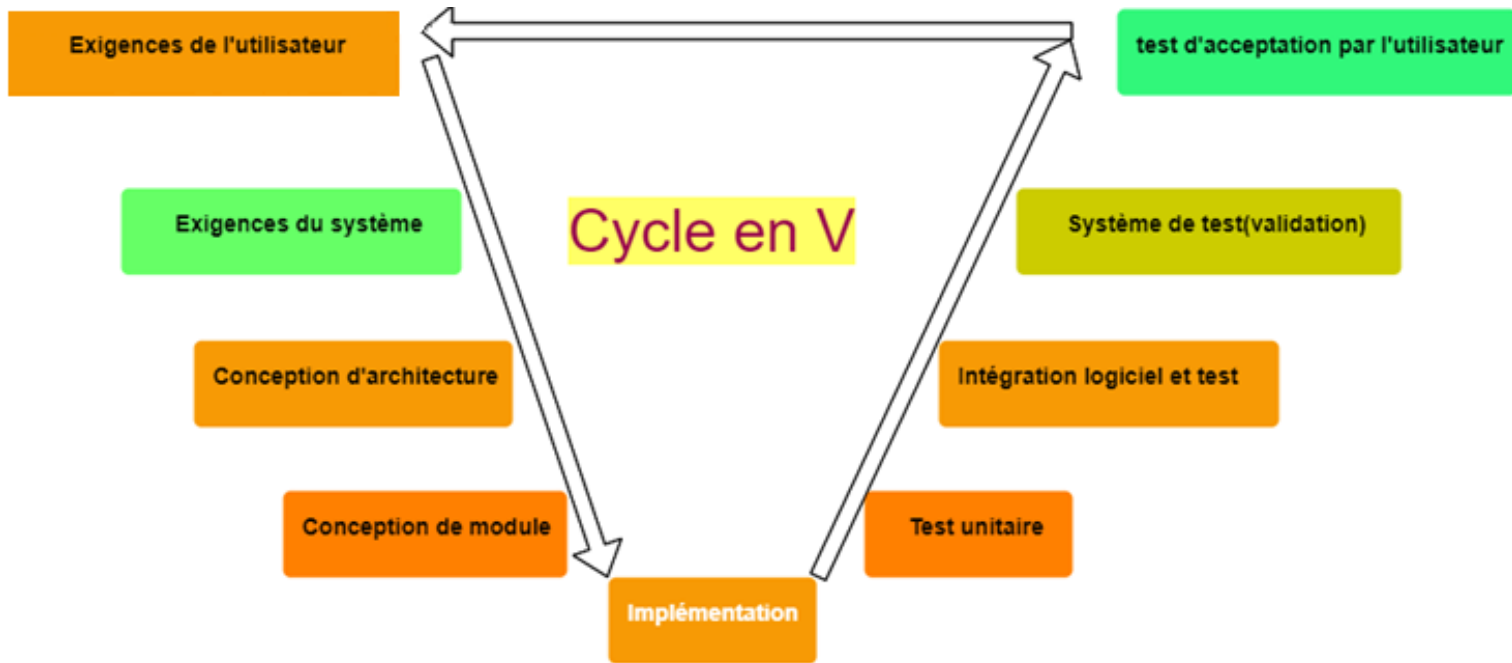 Exigences de l'utilisateur
test d'acceptation par l'utilisateur
Exigences du système
Cycle en V
Système de test(validation)
Conception d'architecture
Intégration logiciel et test
Conception de module
Test unitaire
Implémentation